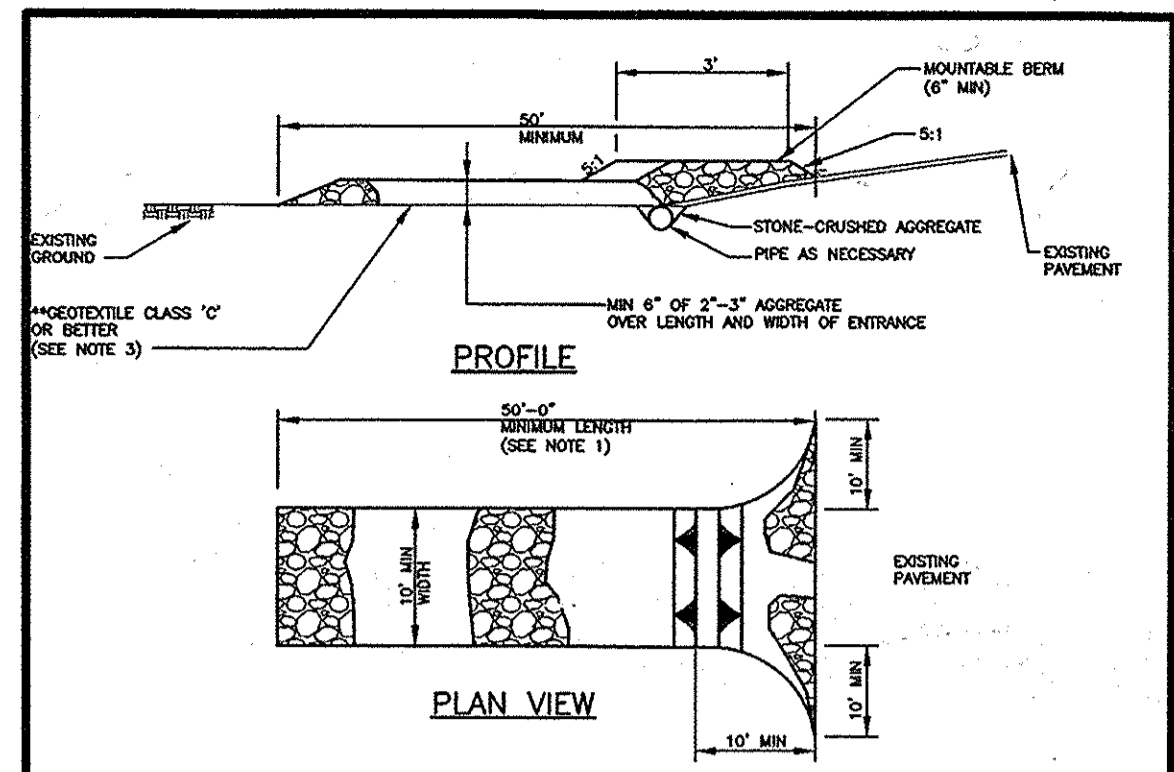 3'
MOUNTABLE BERM
(6" MIN)
50'
MINIMUM
5:1
5:1
EXISTING
GROUND
STONE-CRUSHED AGGREGATE
PIPE AS NECESSARY
EXISTING
PAVEMENT
**GEOTEXTILE CLASS 'C'
OR BETTER
(SEE NOTE 3)
MIN 6" OF 2"-3" AGGREGATE
OVER LENGTH AND WIDTH OF ENTRANCE
PROFILE
50'-0"
MINIMUM LENGTH
(SEE NOTE 1)
10' MIN
10' MIN
WIDTH
EXISTING
PAVEMENT
10' MIN
PLAN VIEW
10' MIN